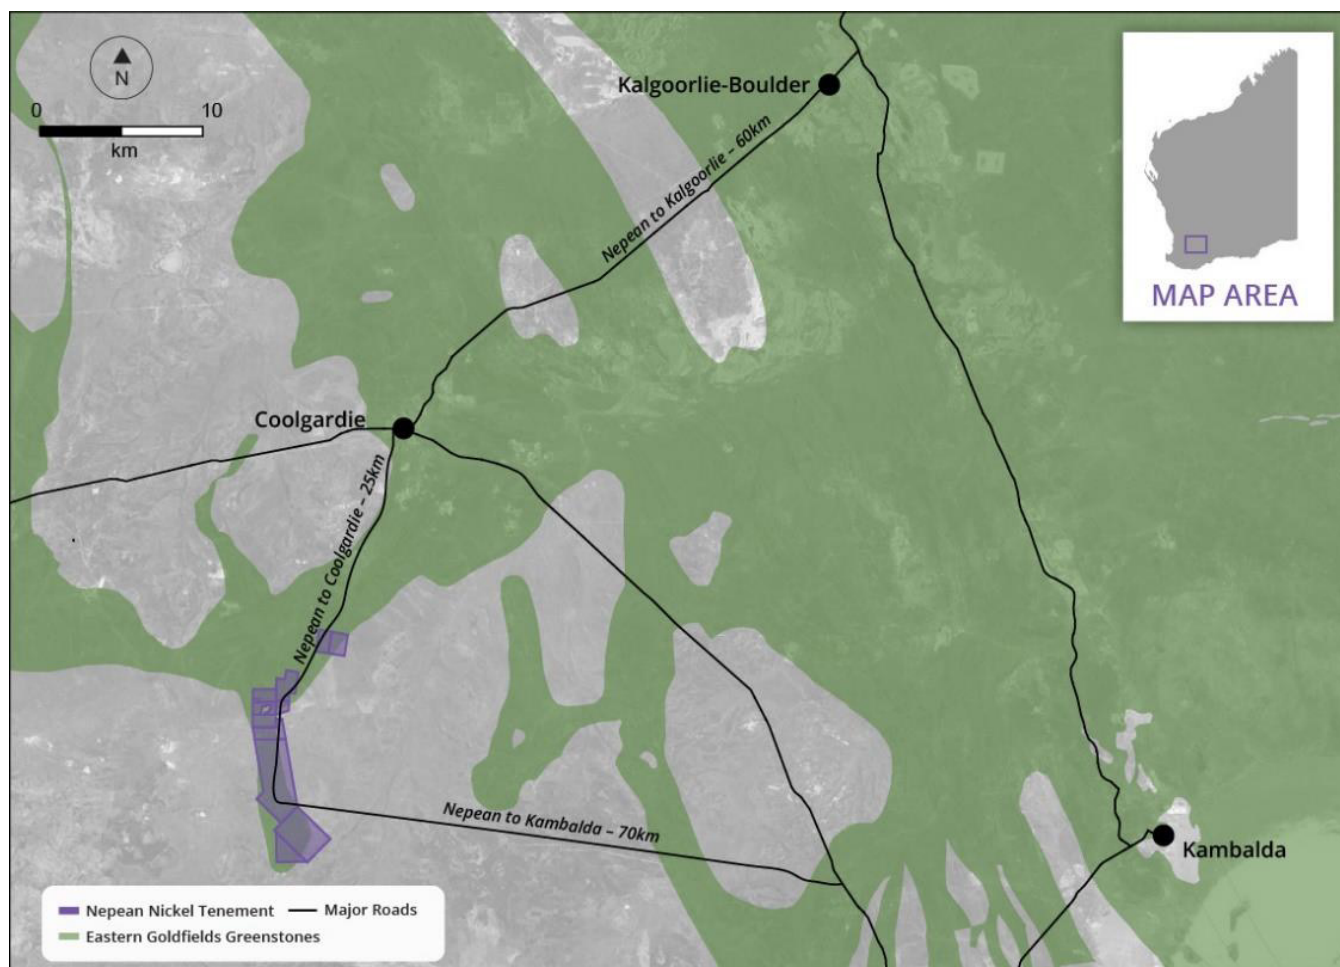 N
0 10
km
Kalgoorlie-Boulder
Nepean to Kalgoorlie – 60km
MAP AREA
Coolgardie
Nepean to Coolgardie – 25km
Nepean to Kambalda – 70km
Kambalda
Nepean Nickel Tenement
Major Roads
Eastern Goldfields Greenstones